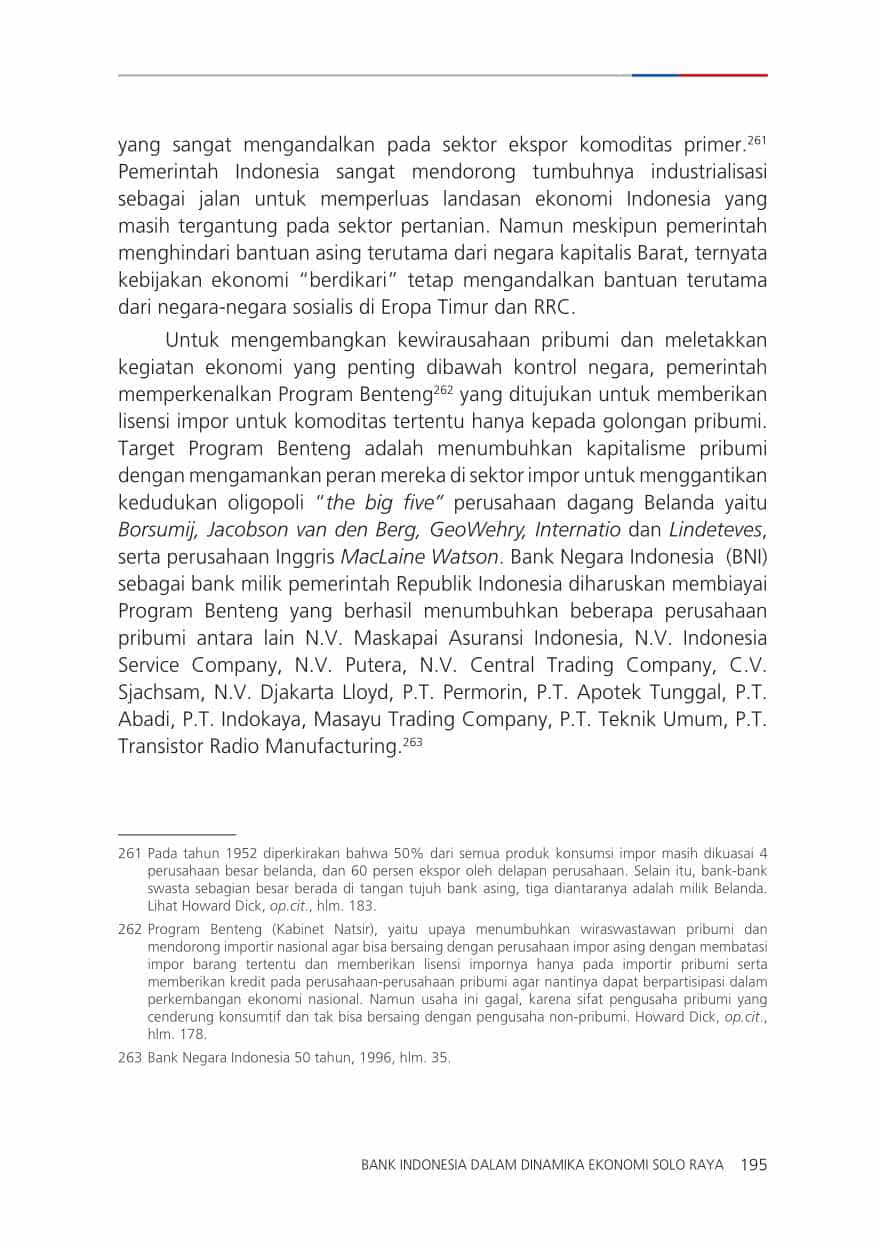 yang sangat mengandalkan pada sektor ekspor komoditas primer.261
Pemerintah Indonesia sangat mendorong tumbuhnya industrialisasi
sebagai jalan untuk memperluas landasan ekonomi Indonesia yang
masih tergantung pada sektor pertanian. Namun meskipun pemerintah
menghindari bantuan asing terutama dari negara kapitalis Barat, ternyata
kebijakan ekonomi “berdikari” tetap mengandalkan bantuan terutama
dari negara-negara sosialis di Eropa Timur dan RRC.
Untuk mengembangkan kewirausahaan pribumi dan meletakkan
kegiatan ekonomi yang penting dibawah kontrol negara, pemerintah
memperkenalkan Program Benteng262 yang ditujukan untuk memberikan
lisensi impor untuk komoditas tertentu hanya kepada golongan pribumi.
Target Program Benteng adalah menumbuhkan kapitalisme pribumi
dengan mengamankan peran mereka di sektor impor untuk menggantikan
kedudukan oligopoli “the big five” perusahaan dagang Belanda yaitu
Borsumij, Jacobson van den Berg, GeoWehry, Internatio dan Lindeteves,
serta perusahaan Inggris MacLaine Watson. Bank Negara Indonesia (BNI)
sebagai bank milik pemerintah Republik Indonesia diharuskan membiayai
Program Benteng yang berhasil menumbuhkan beberapa perusahaan
pribumi antara lain N.V. Maskapai Asuransi Indonesia, N.V. Indonesia
Service Company, N.V. Putera, N.V. Central Trading Company, C.V.
Sjachsam, N.V. Djakarta Lloyd, P.T. Permorin, P.T. Apotek Tunggal, P.T.
Abadi, P.T. Indokaya, Masayu Trading Company, P.T. Teknik Umum, P.T.
Transistor Radio Manufacturing.263
261 Pada tahun 1952 diperkirakan bahwa 50% dari semua produk konsumsi impor masih dikuasai 4
perusahaan besar belanda, dan 60 persen ekspor oleh delapan perusahaan. Selain itu, bank-bank
swasta sebagian besar berada di tangan tujuh bank asing, tiga diantaranya adalah milik Belanda.
Lihat Howard Dick, op.cit., hlm. 183.
262 Program Benteng (Kabinet Natsir), yaitu upaya menumbuhkan wiraswastawan pribumi dan
mendorong importir nasional agar bisa bersaing dengan perusahaan impor asing dengan membatasi
impor barang tertentu dan memberikan lisensi impornya hanya pada importir pribumi serta
memberikan kredit pada perusahaan-perusahaan pribumi agar nantinya dapat berpartisipasi dalam
perkembangan ekonomi nasional. Namun usaha ini gagal, karena sifat pengusaha pribumi yang
cenderung konsumtif dan tak bisa bersaing dengan pengusaha non-pribumi. Howard Dick, op.cit.,
hlm. 178.
263 Bank Negara Indonesia 50 tahun, 1996, hlm. 35.
BANK INDONESIA DALAM DINAMIKA EKONOMI SOLO RAYA 195